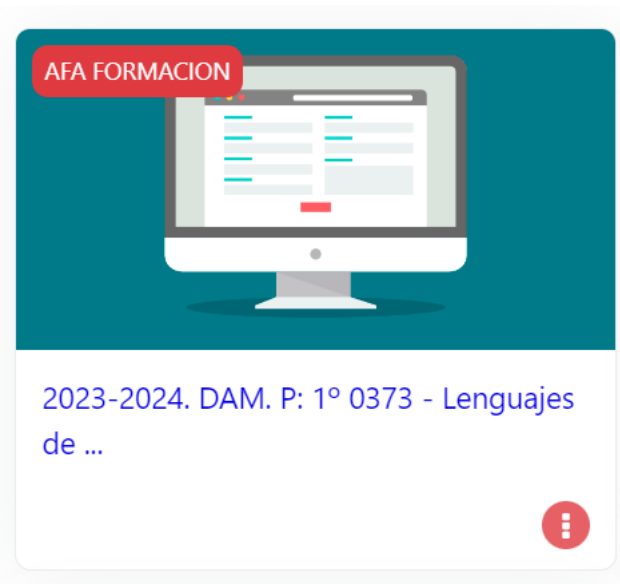 AFA FORMACION
2023-2024. DAM. P: 1º 0373 - Lenguajes
de ...